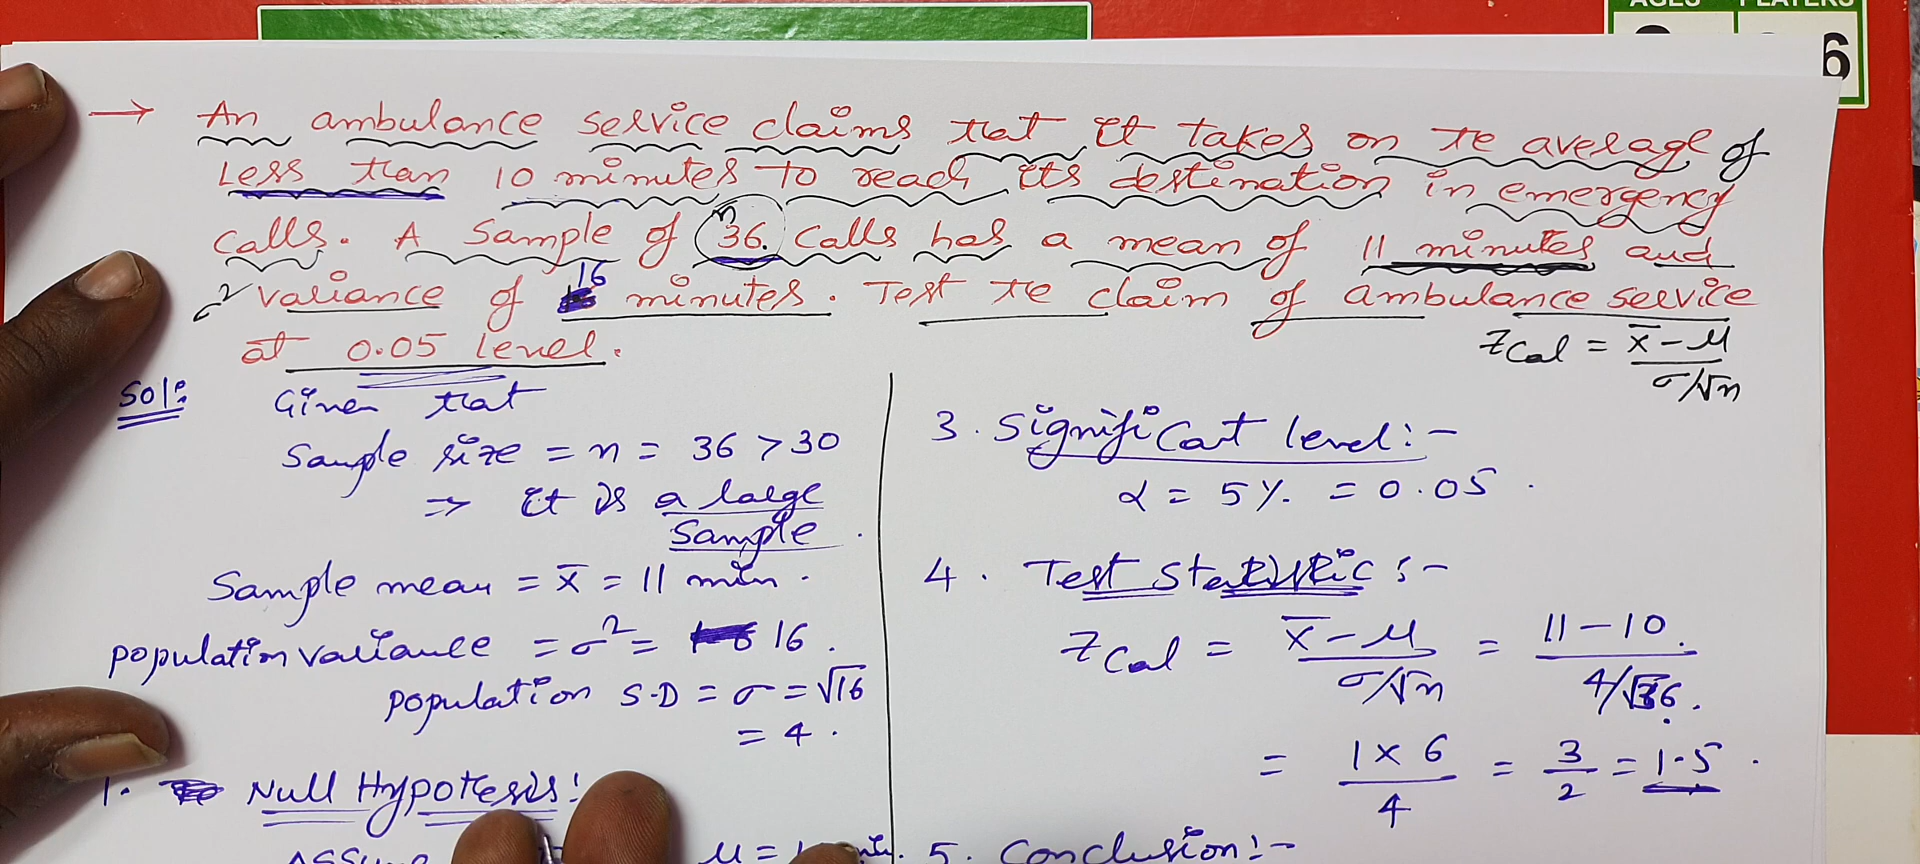 AGES PLAYERS
6
→ An ambulance service claims that it takes on the average of
Less than 10 minutes to reach its destination in emergency
calls. A sample of 36. calls has a mean of 11 minutes and
n
variance of 16 minutes. Test the claim of ambulance service
at 0.05 level.
Zcal = x̄-μ / σ/√n
Sol:
Given that
Sample size = n = 36 > 30
⇒ it is a large
Sample.
Sample mean = x̄ = 11 min.
population variance = σ² = 16.
population S.D = σ = √16
= 4.
1. Null Hypothesis:
Assume
μ =
3. Significant level:-
α = 5% = 0.05.
4. Test Statistic:-
Zcal = x̄-μ / σ/√n = 11-10 / 4/√36.
= 1×6 / 4 = 3/2 = 1.5.
5. Conclusion:-